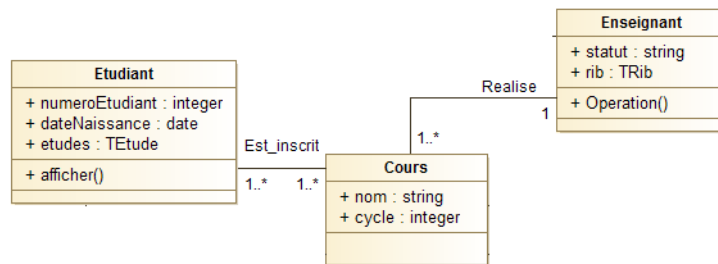 Enseignant
+ statut : string
+ rib : TRib
+ Operation()
Etudiant
+ numeroEtudiant : integer
+ dateNaissance : date
+ etudes : TEtude
+ afficher()
Realise
1
1..*
Est_inscrit
1..*
1..*
Cours
+ nom : string
+ cycle : integer